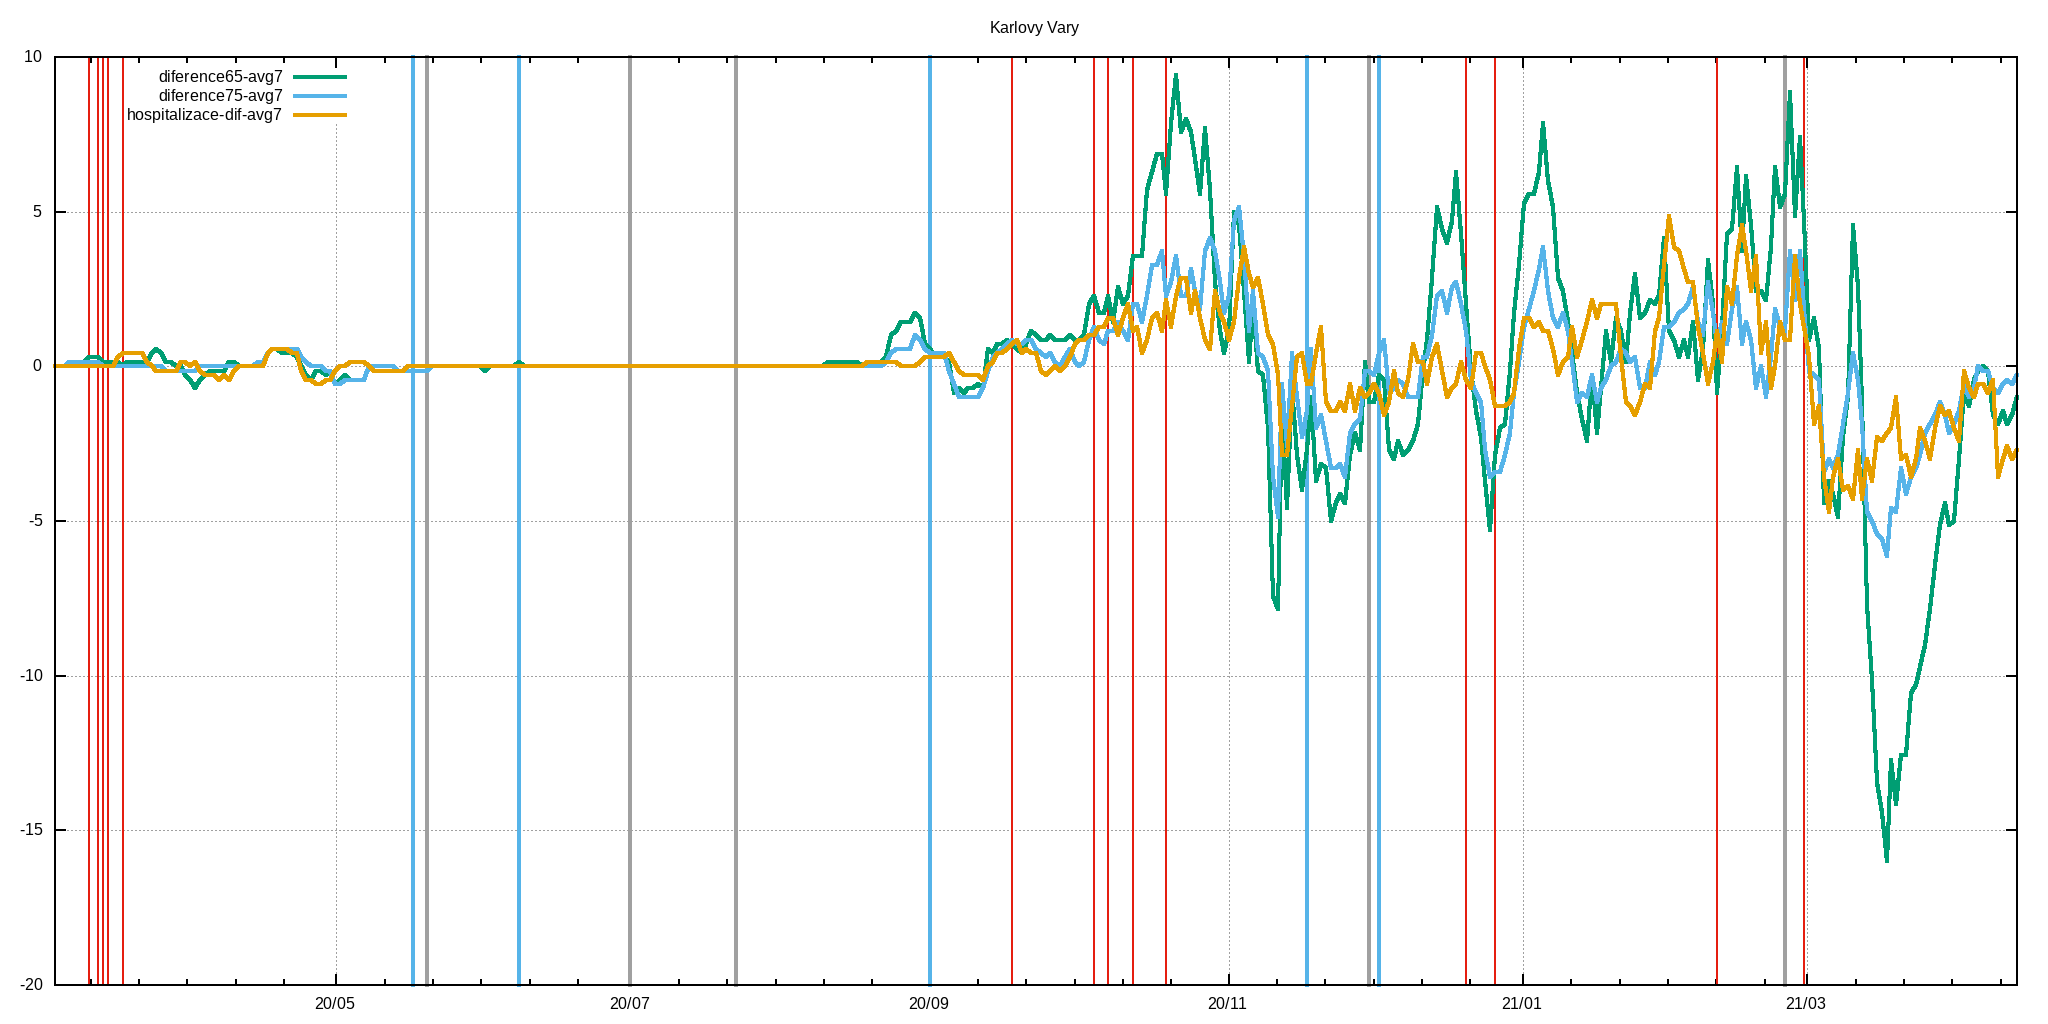 Karlovy Vary
10
diference65-avg7
diference75-avg7
hospitalizace-dif-avg7
5
0
-5
-10
-15
-20
20/05 20/07 20/09 20/11 21/01 21/03